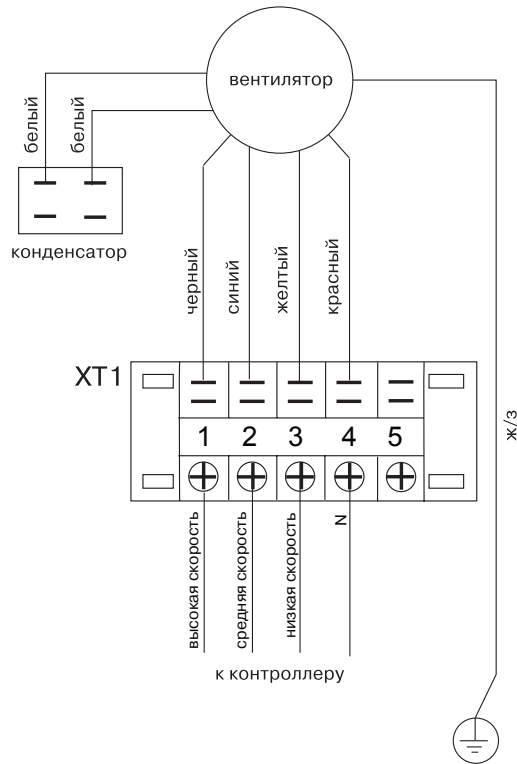 вентилятор
белый
белый
конденсатор
черный
синий
желтый
красный
XT1
1 2 3 4 5
ж/з
высокая скорость
средняя скорость
низкая скорость
N
к контроллеру